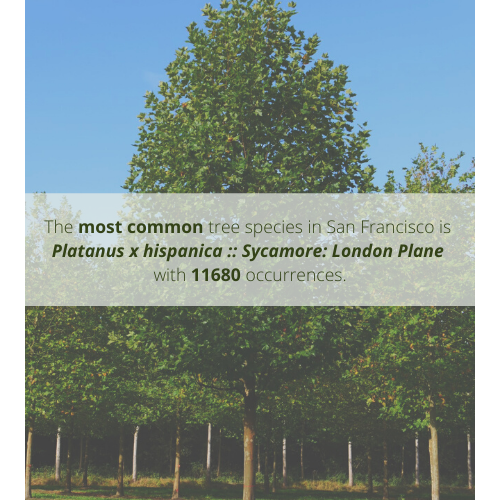 The most common tree species in San Francisco is
Platanus x hispanica :: Sycamore: London Plane
with 11680 occurrences.